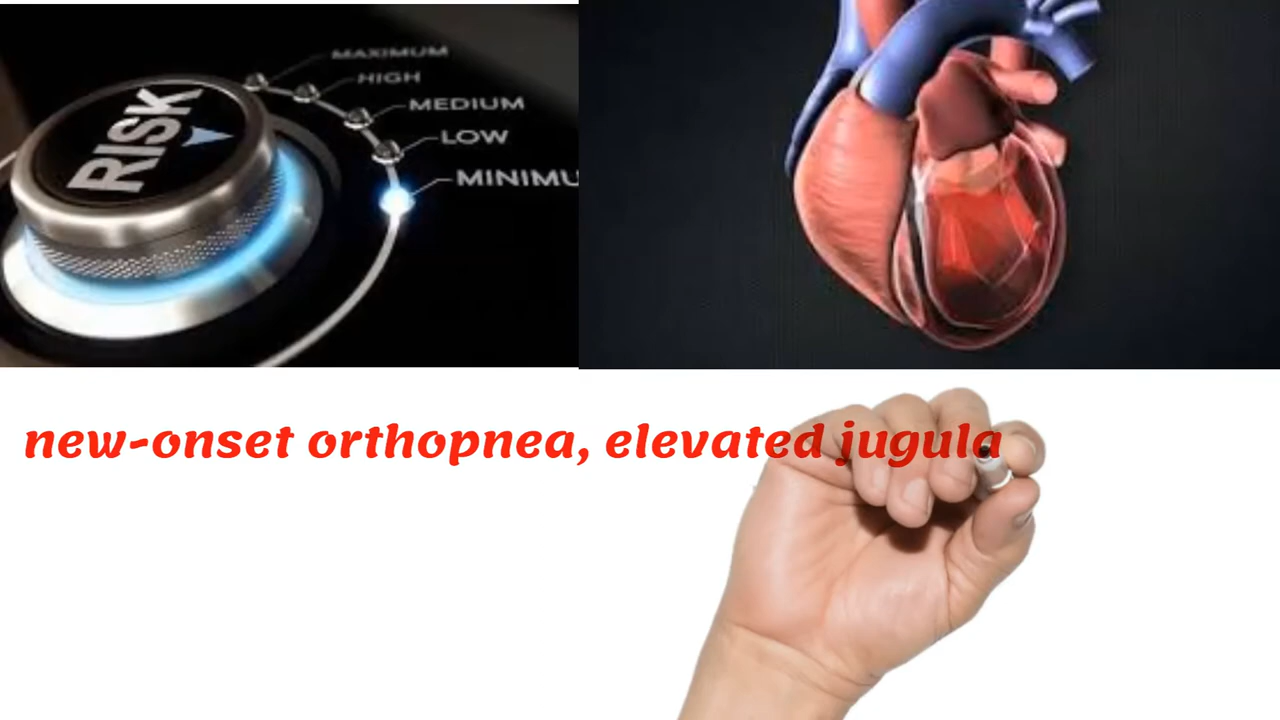 MAXIMUM
HIGH
MEDIUM
LOW
MINIMU
RISK
new-onset orthopnea, elevated jugula